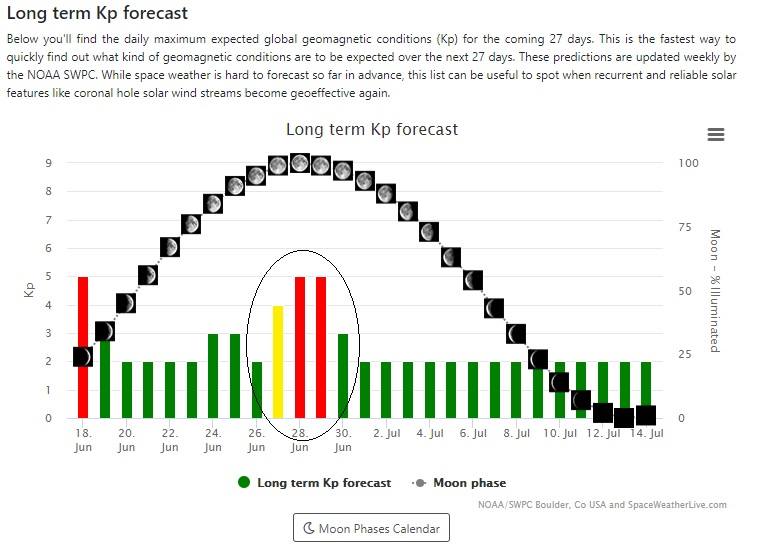 Long term Kp forecast
Below you'll find the daily maximum expected global geomagnetic conditions (Kp) for the coming 27 days. This is the fastest way to
quickly find out what kind of geomagnetic conditions are to be expected over the next 27 days. These predictions are updated weekly by
the NOAA SWPC. While space weather is hard to forecast so far in advance, this list can be useful to spot when recurrent and reliable solar
features like coronal hole solar wind streams become geoeffective again.
Long term Kp forecast
9
8
7
6
5
4
3
2
1
0
Kp
100
75
50
25
0
Moon - % Illuminated
18. Jun
20. Jun
22. Jun
24. Jun
26. Jun
28. Jun
30. Jun
2. Jul
4. Jul
6. Jul
8. Jul
10. Jul
12. Jul
14. Jul
Long term Kp forecast
Moon phase
NOAA/SWPC Boulder, Co USA and SpaceWeatherLive.com
Moon Phases Calendar